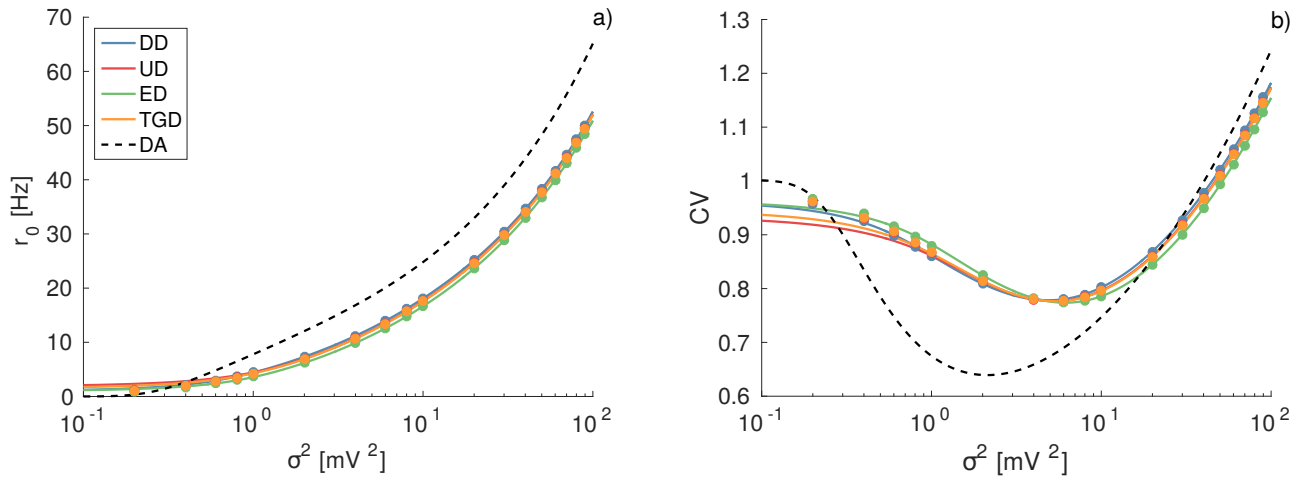 a)
70
60
50
40
30
20
10
0
r_0 [Hz]
DD
UD
ED
TGD
DA
10^-1
10^0
10^1
10^2
σ^2 [mV^2]
b)
1.3
1.2
1.1
1
0.9
0.8
0.7
0.6
CV
10^-1
10^0
10^1
10^2
σ^2 [mV^2]